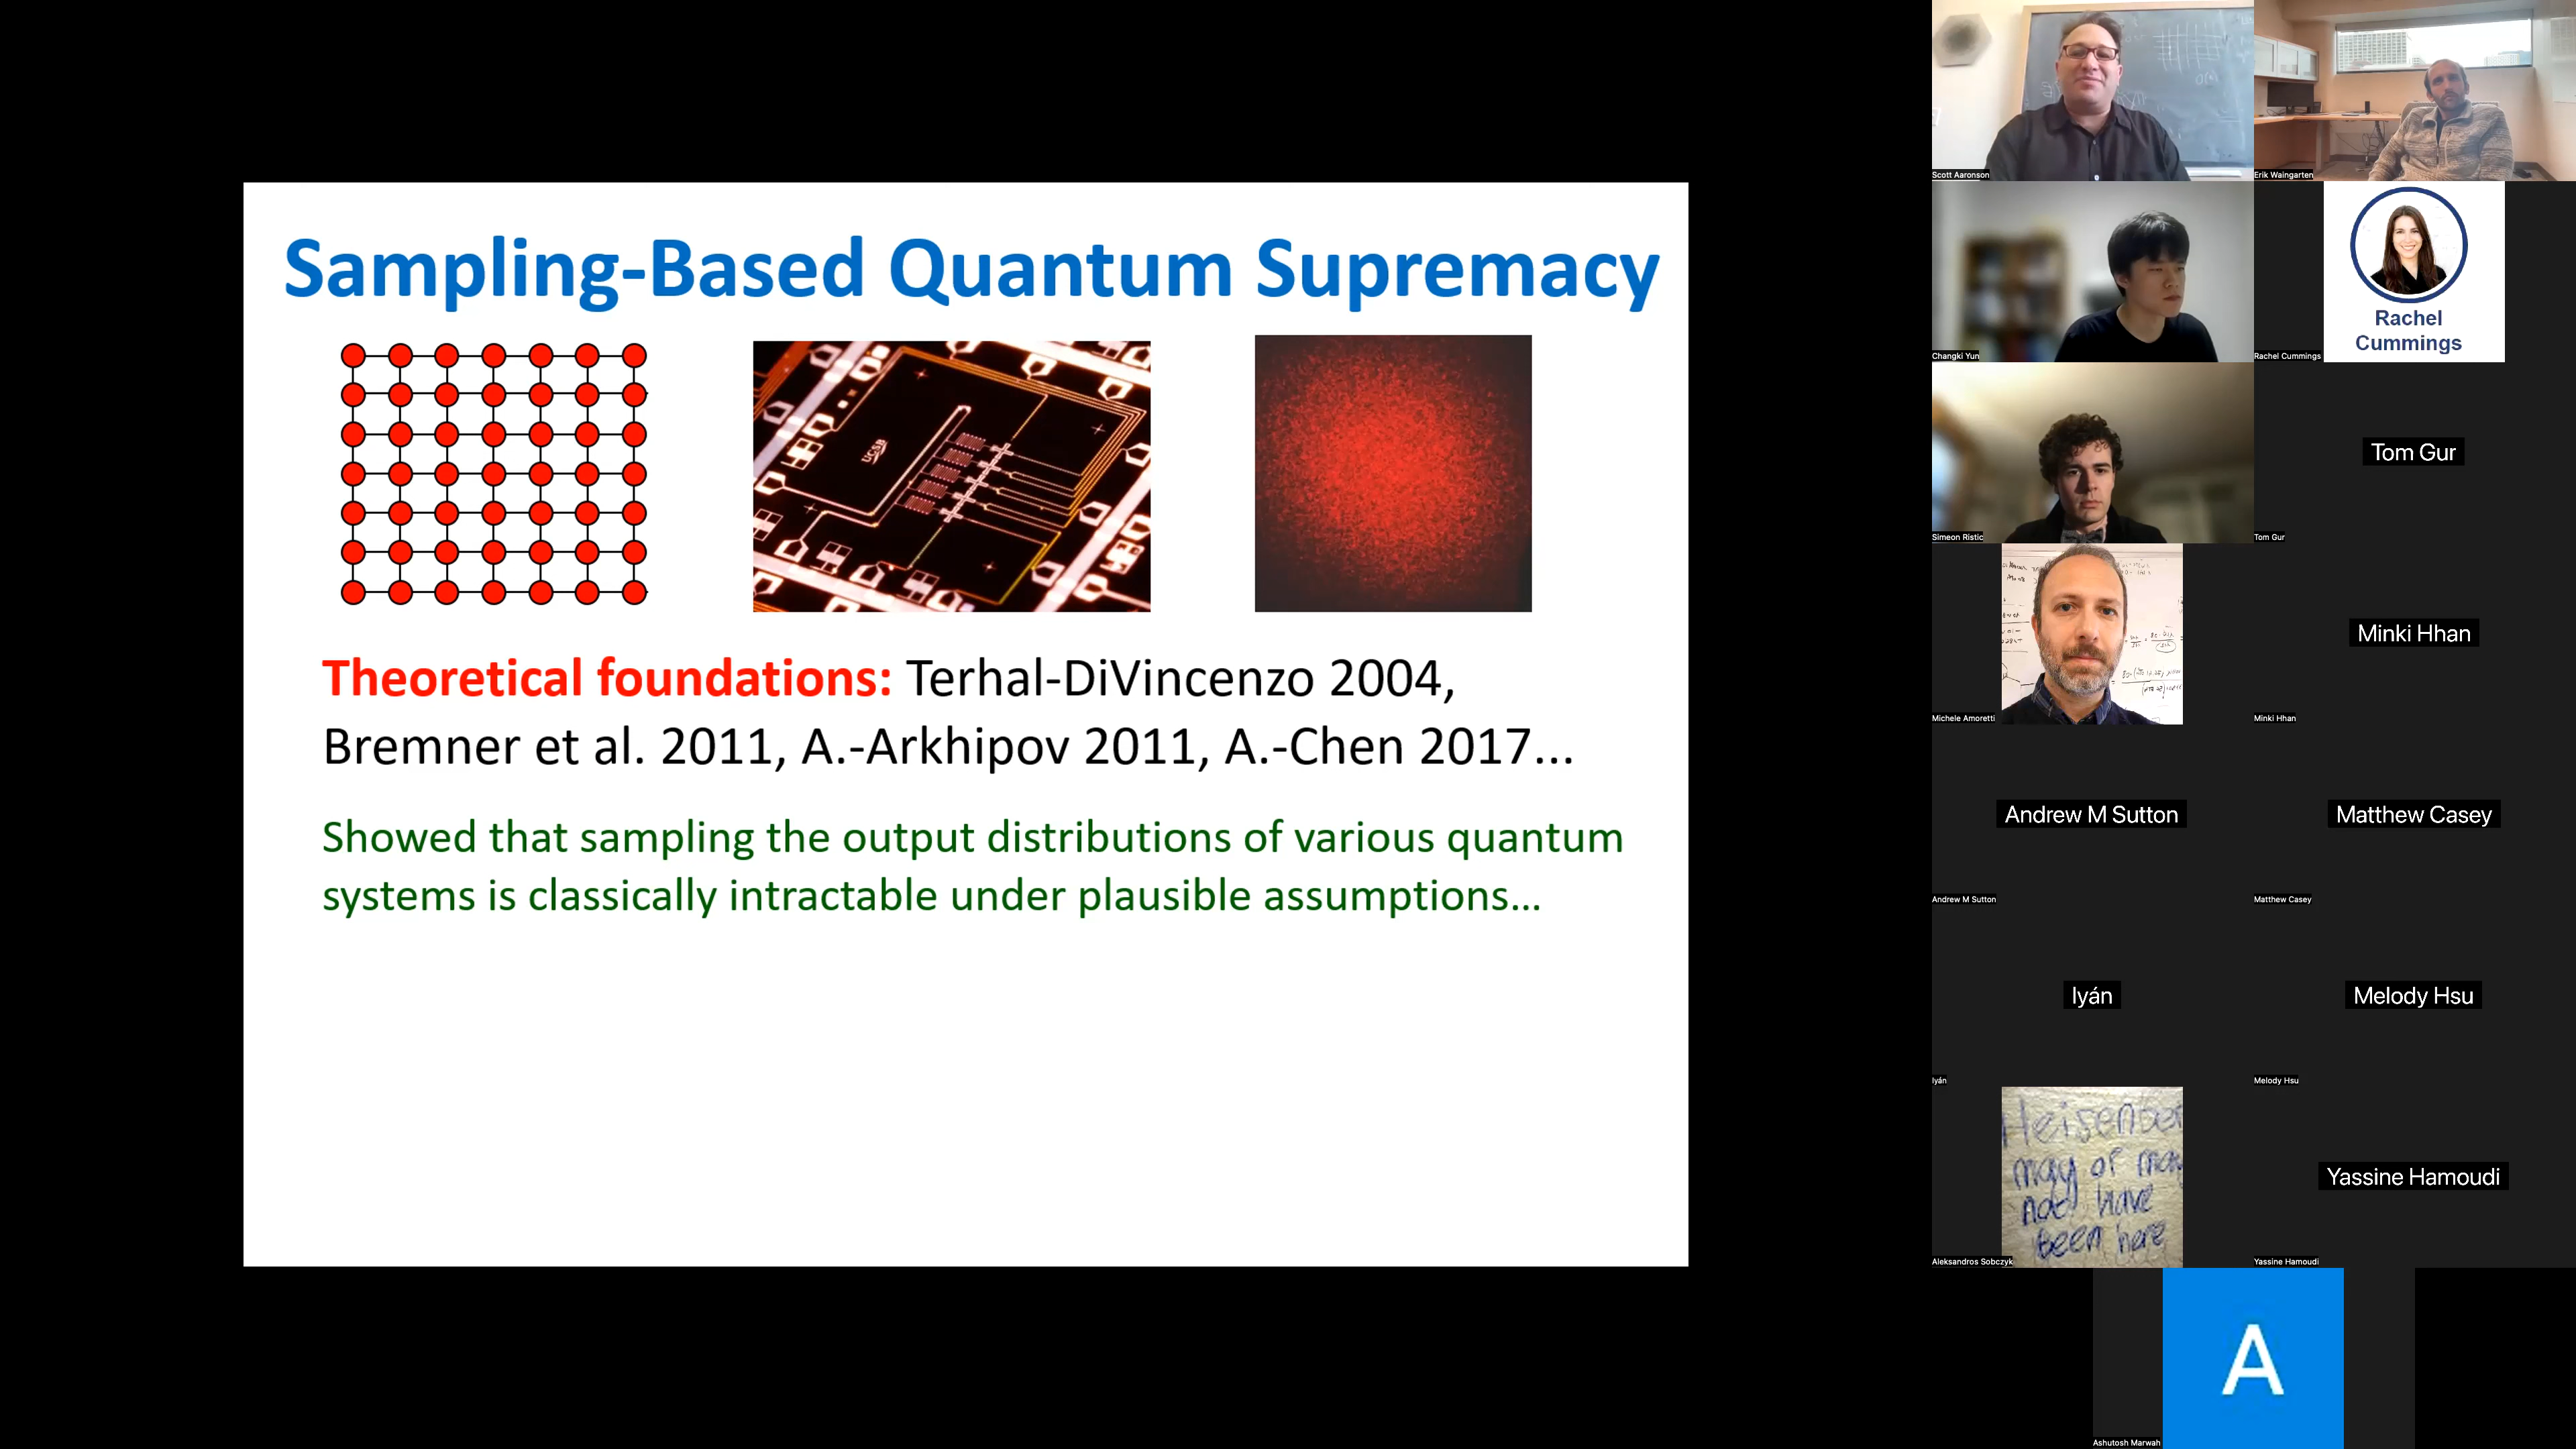 Sampling-Based Quantum Supremacy
UCSB
Theoretical foundations: Terhal-DiVincenzo 2004,
Bremner et al. 2011, A.-Arkhipov 2011, A.-Chen 2017...
Showed that sampling the output distributions of various quantum
systems is classically intractable under plausible assumptions...
Scott Aaronson
Erik Waingarten
Changki Yun
Rachel
Cummings
Rachel Cummings
Simeon Ristic
Tom Gur
Tom Gur
Michele Amoretti
Minki Hhan
Minki Hhan
Andrew M Sutton
Andrew M Sutton
Matthew Casey
Matthew Casey
Iyán
Iyán
Melody Hsu
Melody Hsu
may or
not have
been here
Aleksandros Sobczyk
Yassine Hamoudi
Yassine Hamoudi
A
Ashutosh Marwah